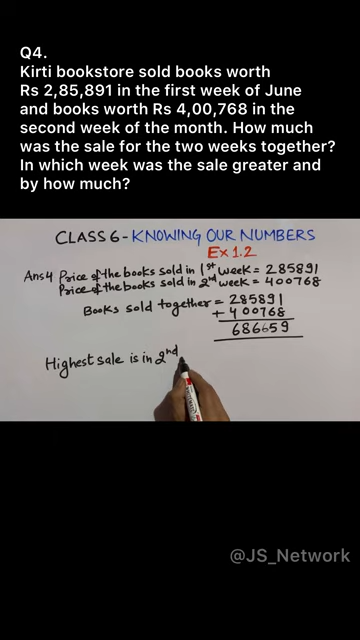 Q4.
Kirti bookstore sold books worth
Rs 2,85,891 in the first week of June
and books worth Rs 4,00,768 in the
second week of the month. How much
was the sale for the two weeks together?
In which week was the sale greater and
by how much?
CLASS 6 - KNOWING OUR NUMBERS
Ex 1.2
Ans 4 Price of the books sold in 1st week = 285891
Price of the books sold in 2nd week = 400768
Books sold together = 285891
+ 400768
686659
Highest sale is in 2nd
@JS_Network